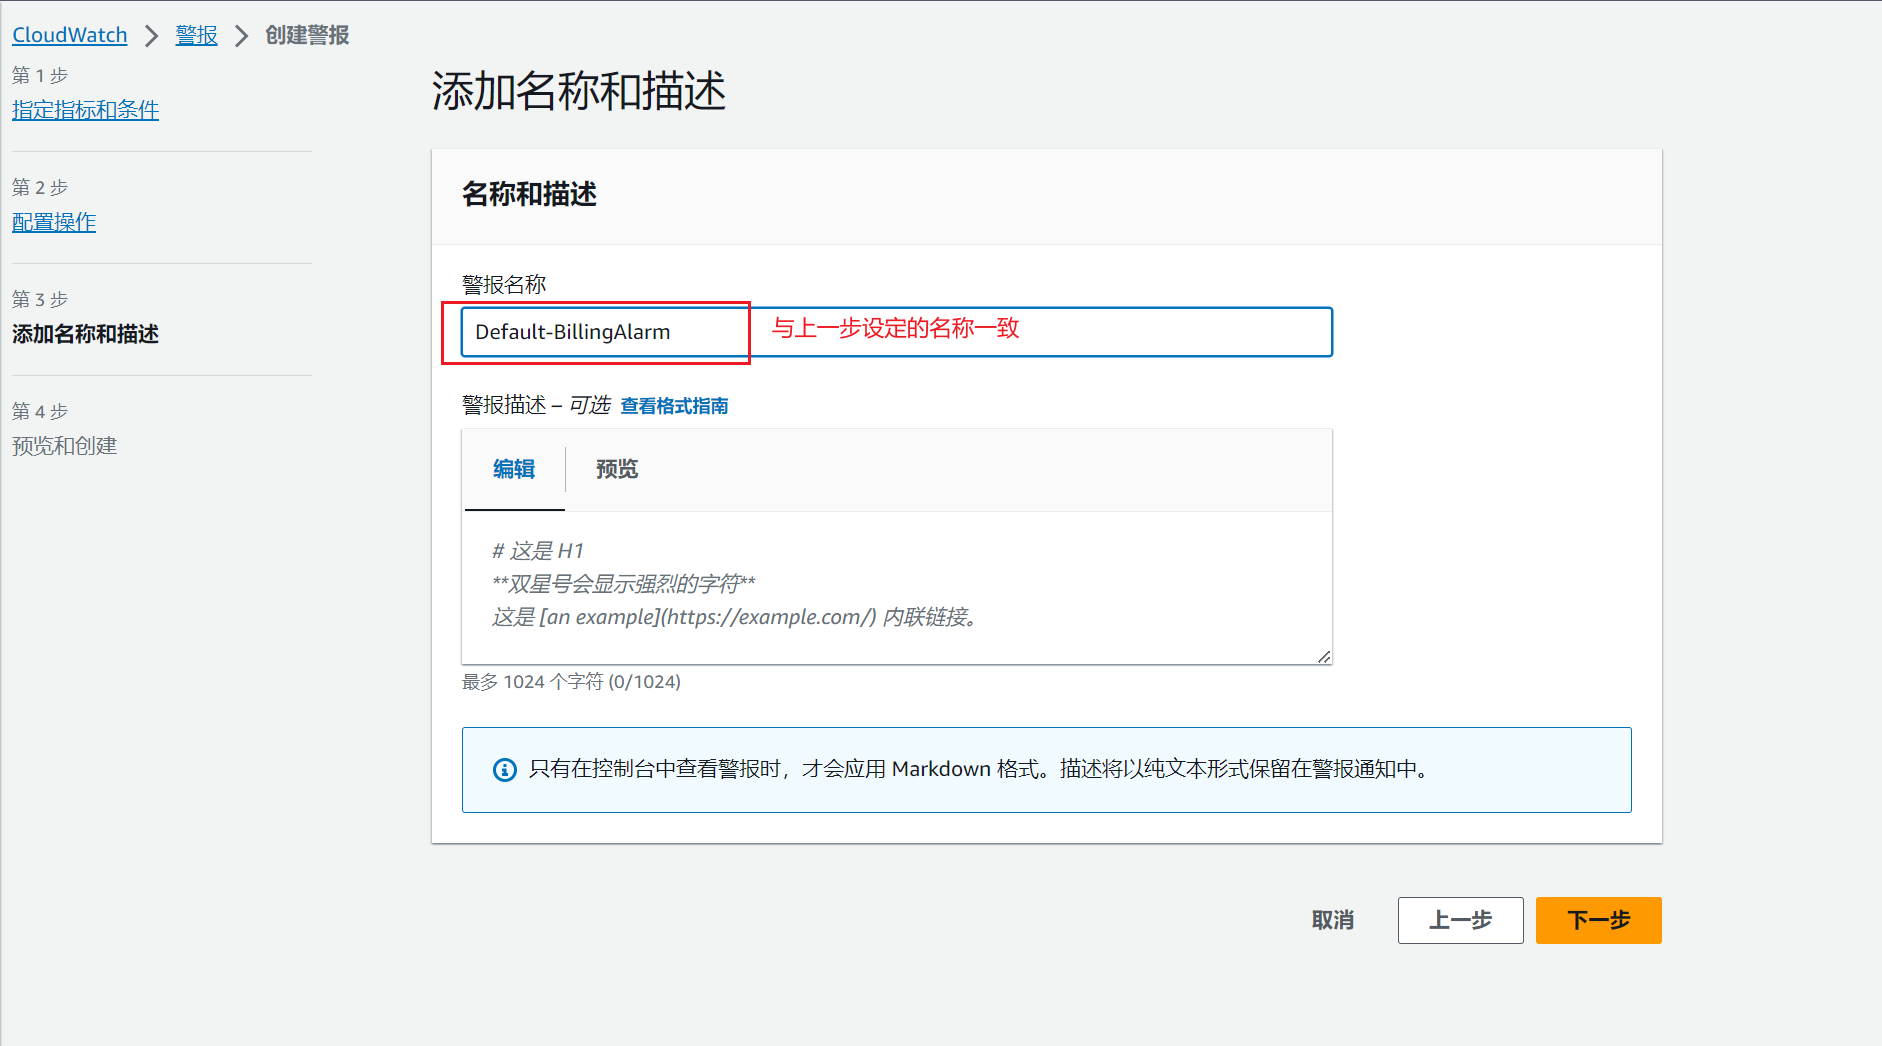 CloudWatch > 警报 > 创建警报
第 1 步
指定指标和条件
第 2 步
配置操作
第 3 步
添加名称和描述
第 4 步
预览和创建
添加名称和描述
名称和描述
警报名称
Default-BillingAlarm
与上一步设定的名称一致
警报描述 – 可选 查看格式指南
编辑 预览
# 这是 H1
**双星号会显示强烈的字符**
这是 [an example](https://example.com/) 内联链接。
最多 1024 个字符 (0/1024)
只有在控制台中查看警报时，才会应用 Markdown 格式。描述将以纯文本形式保留在警报通知中。
取消 上一步 下一步